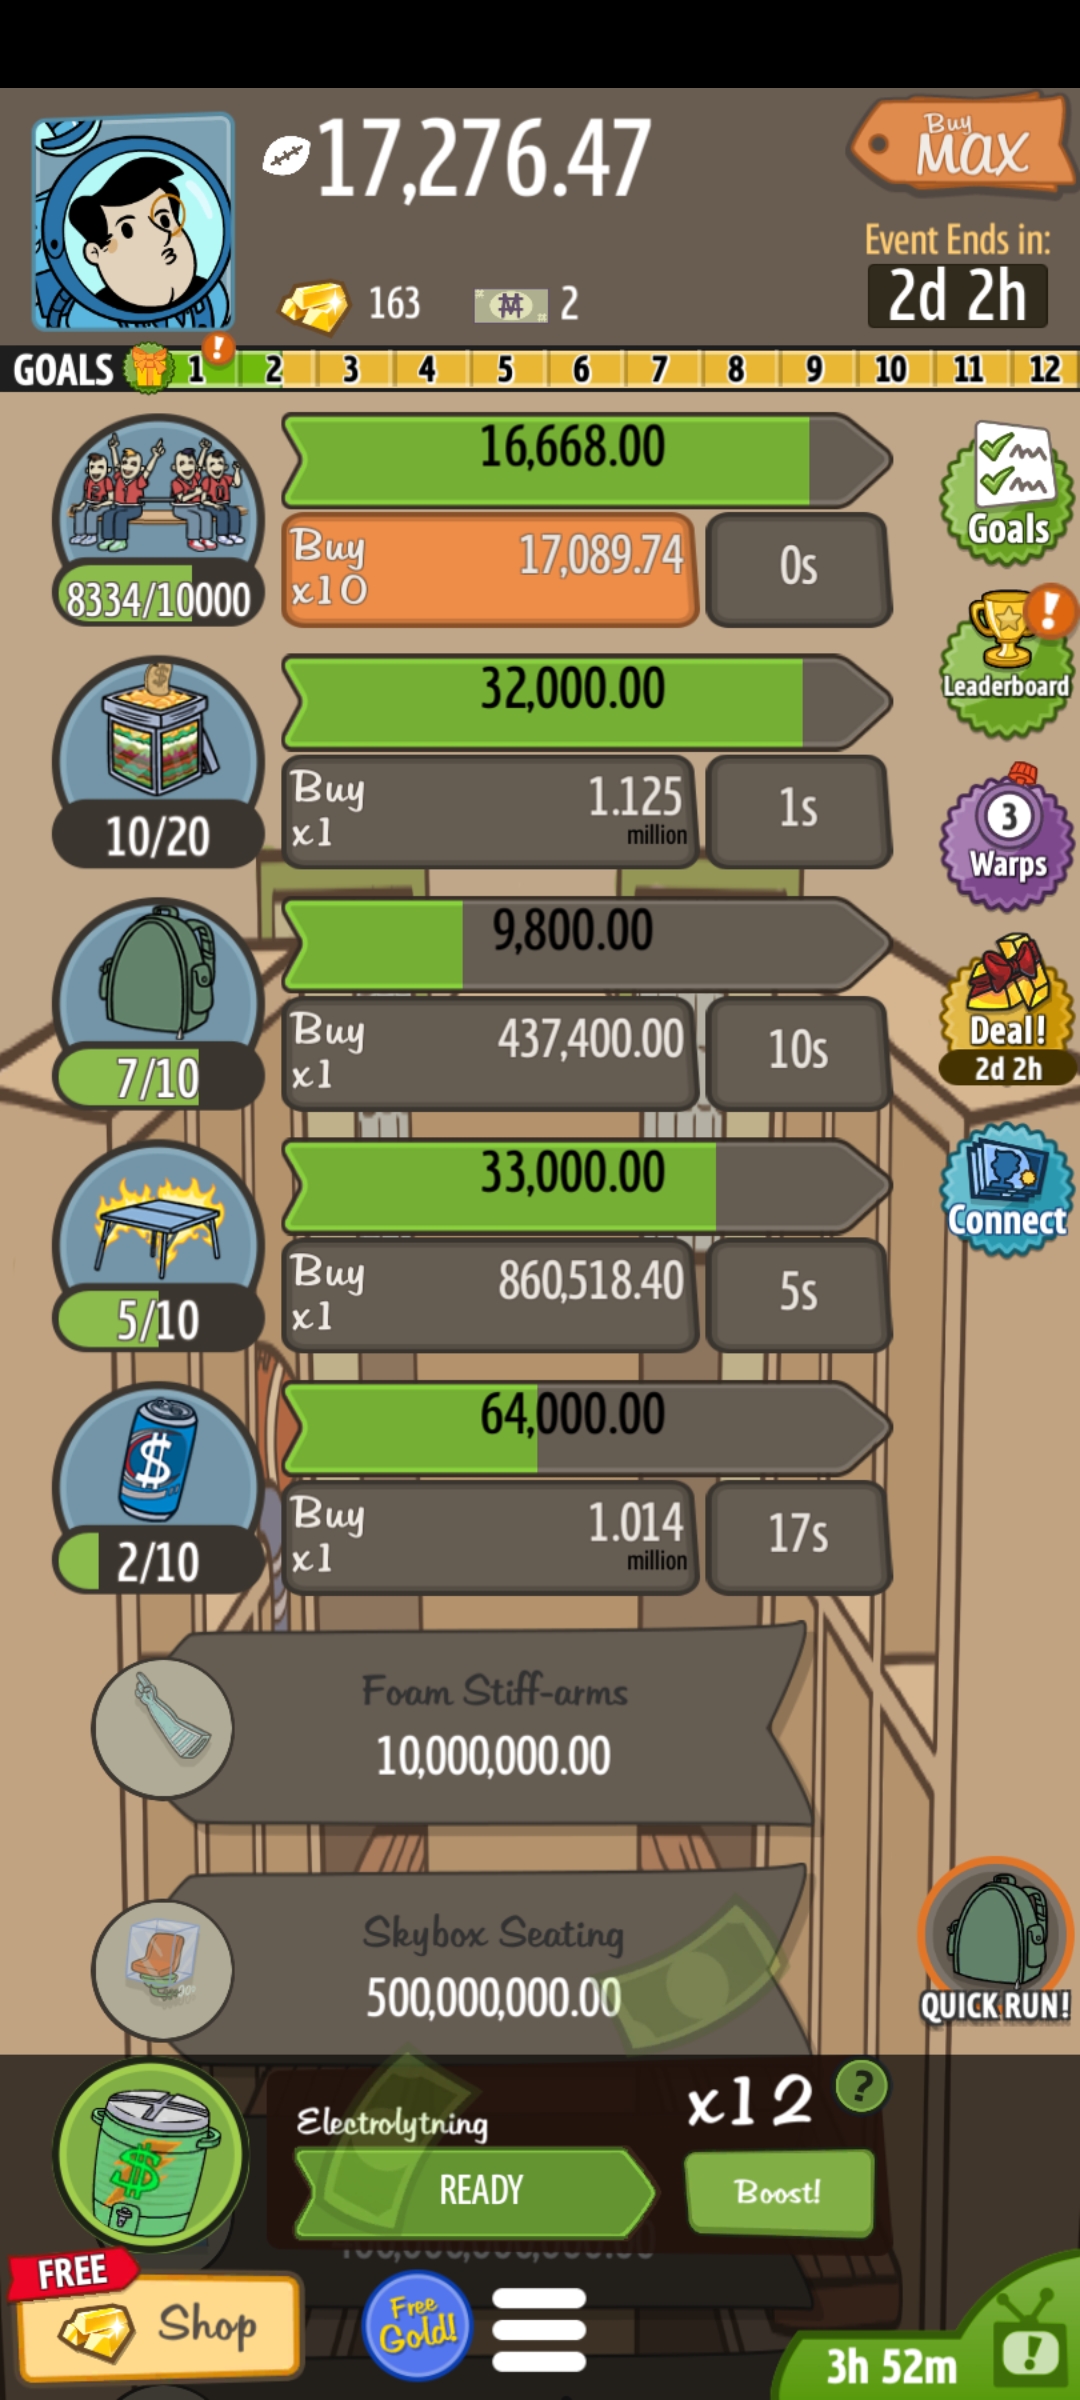 17,276.47
Buy
MAX
Event Ends in:
2d 2h
163
2
GOALS 1 ! 2 3 4 5 6 7 8 9 10 11 12
16,668.00
Buy
x10
17,089.74
0s
8334/10000
Goals
32,000.00
Buy
x1
1.125
million
1s
10/20
!
Leaderboard
9,800.00
Buy
x1
437,400.00
10s
7/10
3
Warps
33,000.00
Buy
x1
860,518.40
5s
5/10
Deal!
2d 2h
64,000.00
Buy
x1
1.014
million
17s
2/10
Connect
Foam Stiff-arms
10,000,000.00
Skybox Seating
500,000,000.00
QUICK RUN!
Electrolytning
x12
?
READY
Boost!
FREE
Shop
Free
Gold!
3h 52m
!